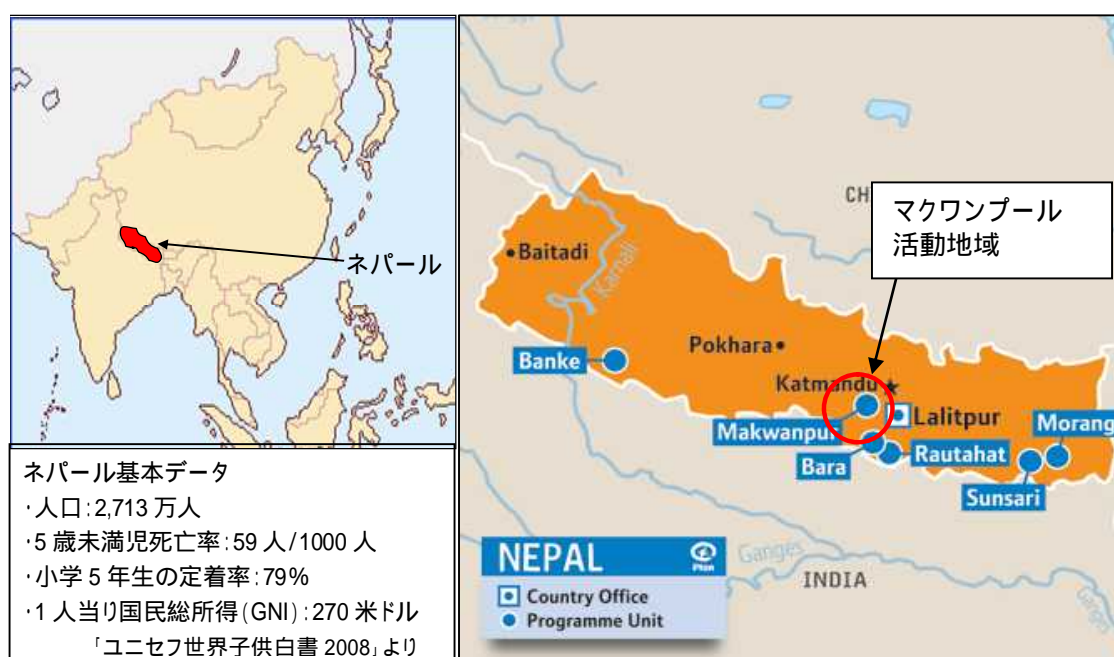 ネパール
ネパール基本データ
・人口：2,713 万人
・5 歳未満児死亡率：59 人/1000 人
・小学 5 年生の定着率：79%
・1 人当り国民総所得（GNI）：270 米ドル
「ユニセフ世界子供白書 2008」より
マクワンプール
活動地域
CH
Baitadi
Karnali
Pokhara
Banke
Katmandu
Lalitpur
Makwanpur
Morang
Bara
Rautahat
Sunsari
NEPAL
Plan
Country Office
Programme Unit
Ganges
INDIA
Ganges